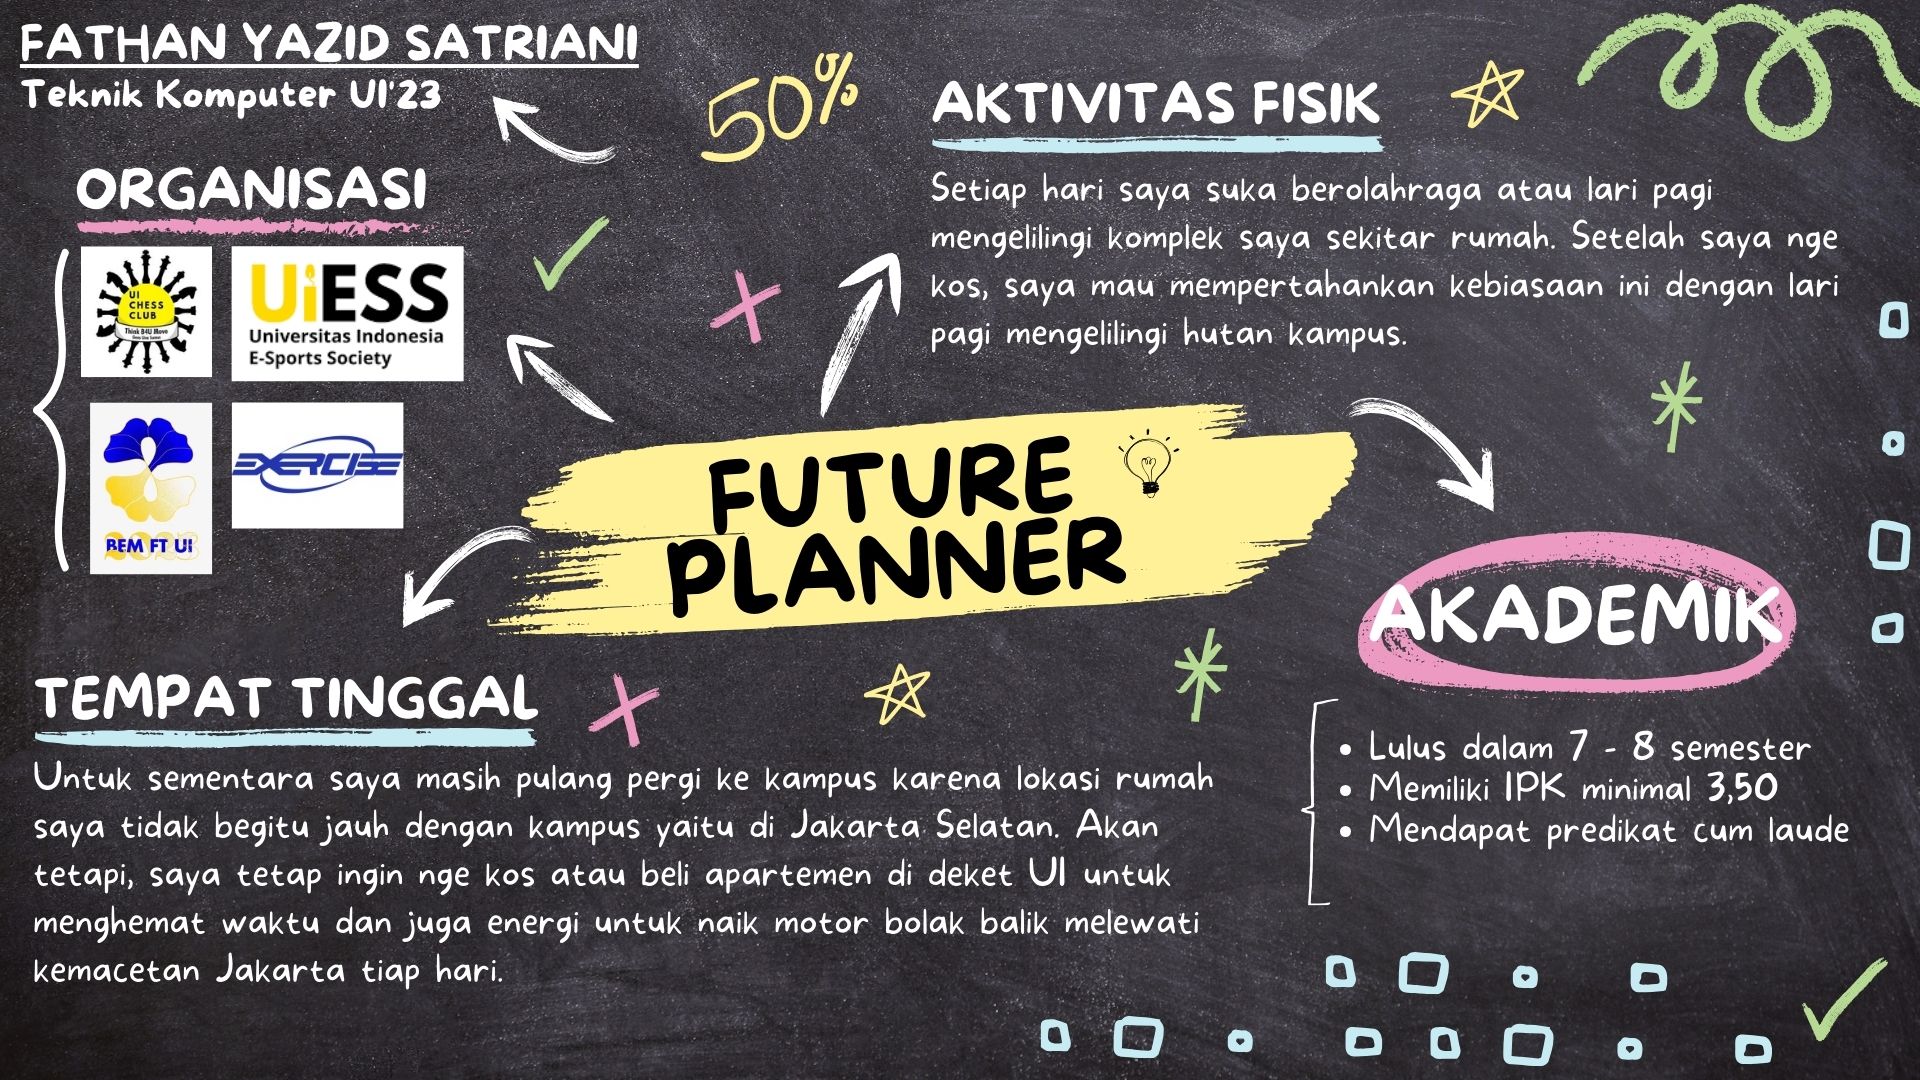 FATHAN YAZID SATRIANI
Teknik Komputer UI'23
50%
ORGANISASI
UI
CHESS
CLUB
Think B4U Move
UiESS
Universitas Indonesia
E-Sports Society
BEM FT UI
EXERCISE
AKTIVITAS FISIK
Setiap hari saya suka berolahraga atau lari pagi
mengelilingi komplek saya sekitar rumah. Setelah saya nge
kos, saya mau mempertahankan kebiasaan ini dengan lari
pagi mengelilingi hutan kampus.
FUTURE
PLANNER
AKADEMIK
• Lulus dalam 7 - 8 semester
• Memiliki IPK minimal 3,50
• Mendapat predikat cum laude
TEMPAT TINGGAL
Untuk sementara saya masih pulang pergi ke kampus karena lokasi rumah
saya tidak begitu jauh dengan kampus yaitu di Jakarta Selatan. Akan
tetapi, saya tetap ingin nge kos atau beli apartemen di deket UI untuk
menghemat waktu dan juga energi untuk naik motor bolak balik melewati
kemacetan Jakarta tiap hari.